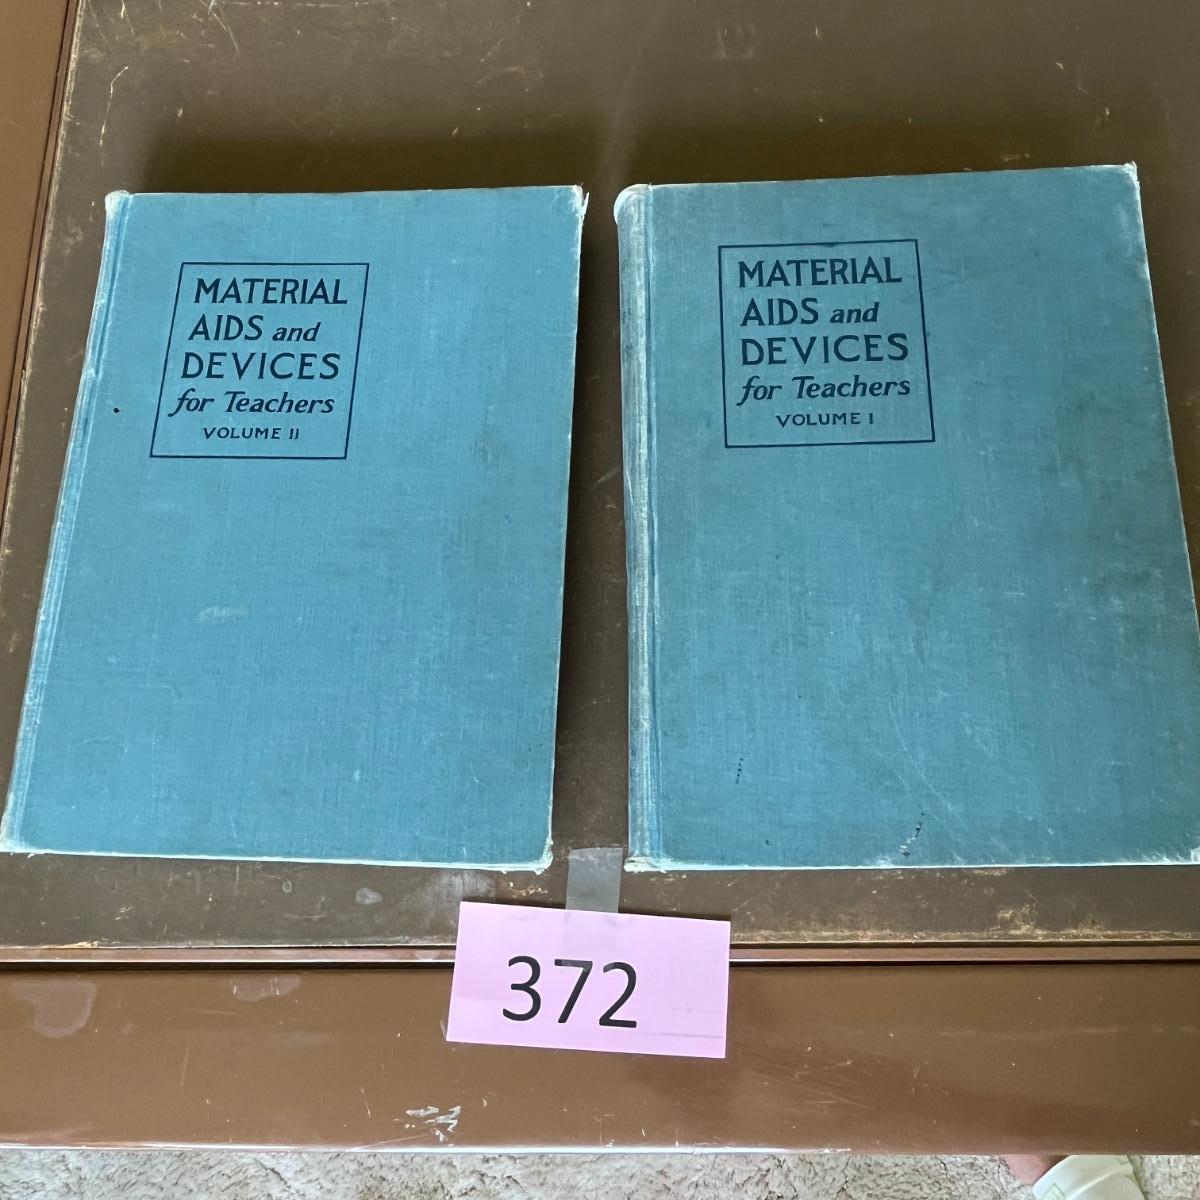 MATERIAL
AIDS and
DEVICES
for Teachers
VOLUME II
MATERIAL
AIDS and
DEVICES
for Teachers
VOLUME I
372